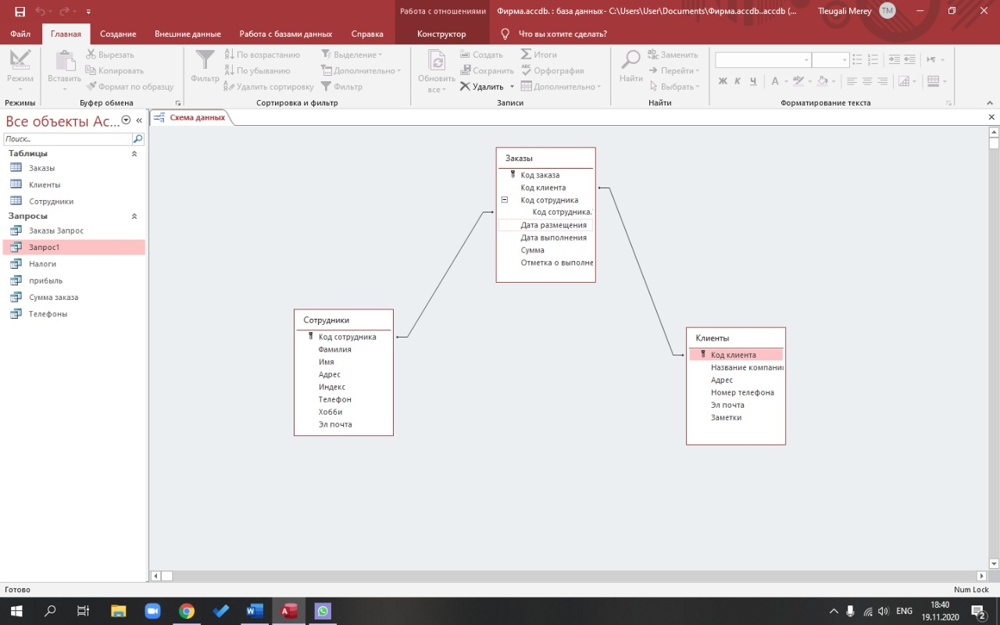 Работа с отношениями
Фирма.accdb. : база данных- C:\Users\User\Documents\Фирма.accdb..accdb (...
Tleugali Merey
TM
Файл
Главная
Создание
Внешние данные
Работа с базами данных
Справка
Конструктор
Что вы хотите сделать?
Режим
Режимы
Вставить
Вырезать
Копировать
Формат по образцу
Буфер обмена
Фильтр
По возрастанию
По убыванию
Удалить сортировку
Выделение
Дополнительно
Фильтр
Сортировка и фильтр
Обновить
все
Создать
Сохранить
Удалить
Итоги
Орфография
Дополнительно
Записи
Найти
Заменить
Перейти
Выбрать
Найти
Ж К Ч
A
Форматирование текста
Все объекты Ac...
Поиск...
Таблицы
Заказы
Клиенты
Сотрудники
Запросы
Заказы Запрос
Запрос1
Налоги
прибыль
Сумма заказа
Телефоны
Схема данных
Заказы
Код заказа
Код клиента
Код сотрудника
Код сотрудника.
Дата размещения
Дата выполнения
Сумма
Отметка о выполне
Сотрудники
Код сотрудника
Фамилия
Имя
Адрес
Индекс
Телефон
Хобби
Эл почта
Клиенты
Код клиента
Название компани
Адрес
Номер телефона
Эл почта
Заметки
Готово
Num Lock
ENG
18:40
19.11.2020
2